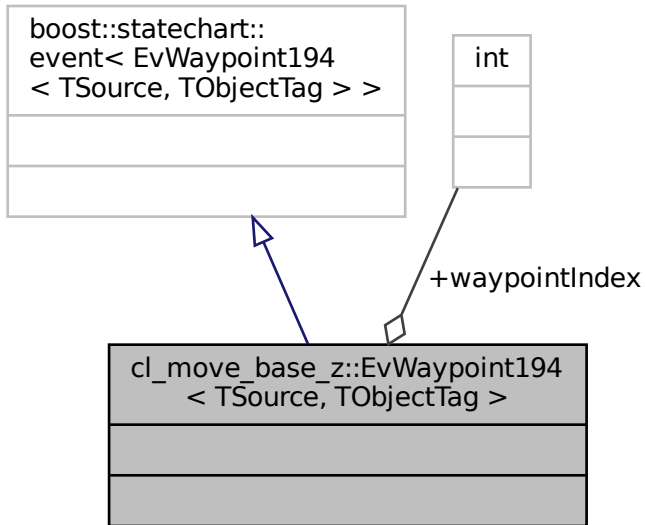 boost::statechart::
event< EvWaypoint194
< TSource, TObjectTag > >
int
+waypointIndex
cl_move_base_z::EvWaypoint194
< TSource, TObjectTag >